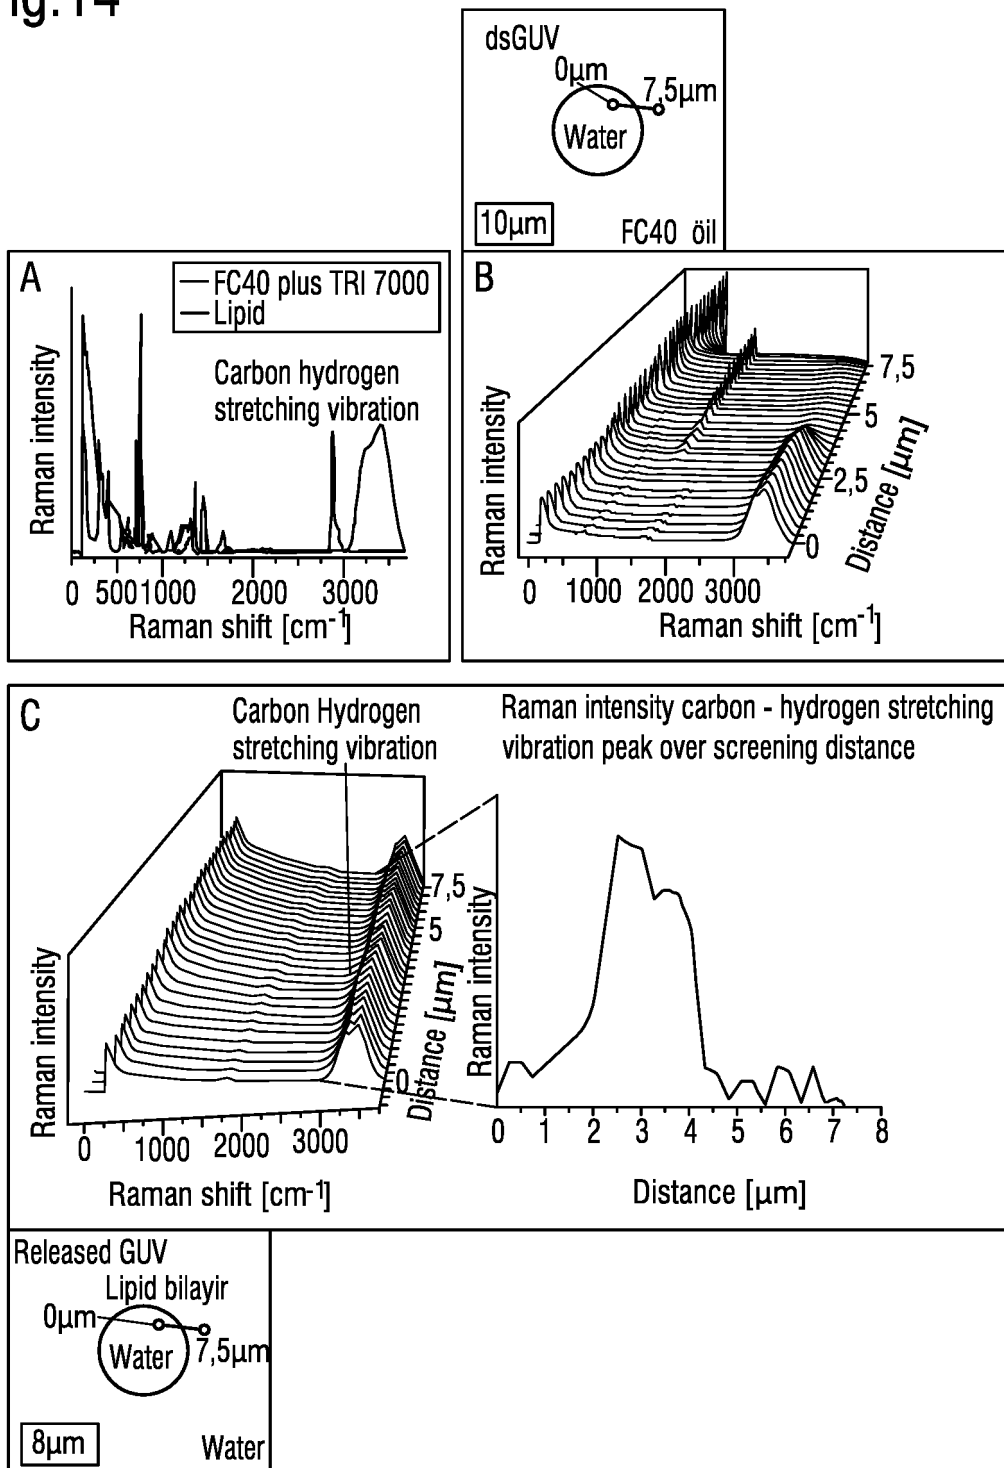 ig.14
dsGUV
0µm
7,5µm
Water
10µm
FC40 öil
A
FC40 plus TRI 7000
Lipid
Carbon hydrogen
stretching vibration
Raman intensity
0 500 1000 2000 3000
Raman shift [cm-1]
B
Raman intensity
7,5
5
2,5
0
Distance [µm]
0 1000 2000 3000
Raman shift [cm-1]
C
Carbon Hydrogen
stretching vibration
Raman intensity
7,5
5
0
Distance [µm]
0 1000 2000 3000
Raman shift [cm-1]
Raman intensity carbon - hydrogen stretching
vibration peak over screening distance
Raman intensity
0 1 2 3 4 5 6 7 8
Distance [µm]
Released GUV
Lipid bilayir
0µm
Water
7,5µm
8µm
Water